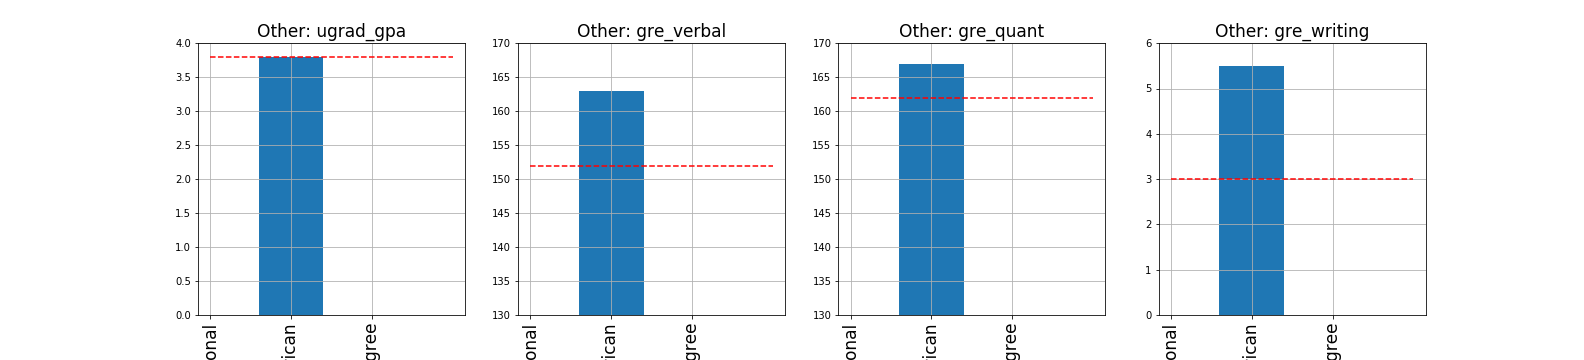 Other: ugrad_gpa
4.0
3.5
3.0
2.5
2.0
1.5
1.0
0.5
0.0
onal
ican
gree
Other: gre_verbal
170
165
160
155
150
145
140
135
130
onal
ican
gree
Other: gre_quant
170
165
160
155
150
145
140
135
130
onal
ican
gree
Other: gre_writing
6
5
4
3
2
1
0
onal
ican
gree